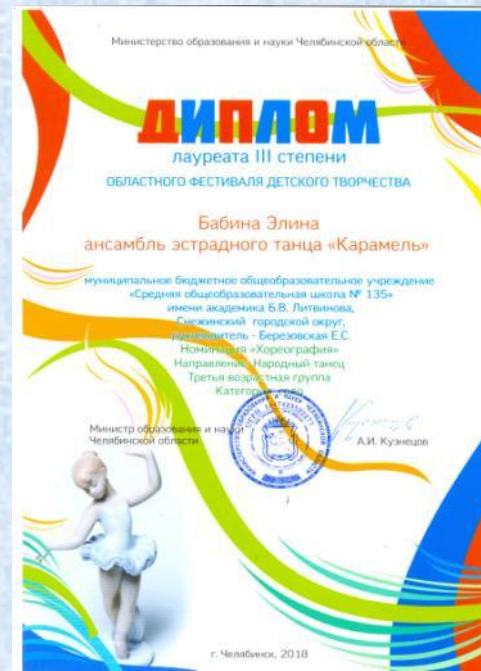 Министерство образования и науки Челябинской области
ДИПЛОМ
лауреата III степени
ОБЛАСТНОГО ФЕСТИВАЛЯ ДЕТСКОГО ТВОРЧЕСТВА
Бабина Элина
ансамбль эстрадного танца «Карамель»
муниципальное бюджетное общеобразовательное учреждение
«Средняя общеобразовательная школа № 135»
имени академика Б.В. Литвинова,
Снежинский городской округ,
руководитель - Березовская Е.С.
Номинация «Хореография»
Направление Народный танец
Третья возрастная группа
Категория соло
Министр образования и науки
Челябинской области
А.И. Кузнецов
г. Челябинск, 2018